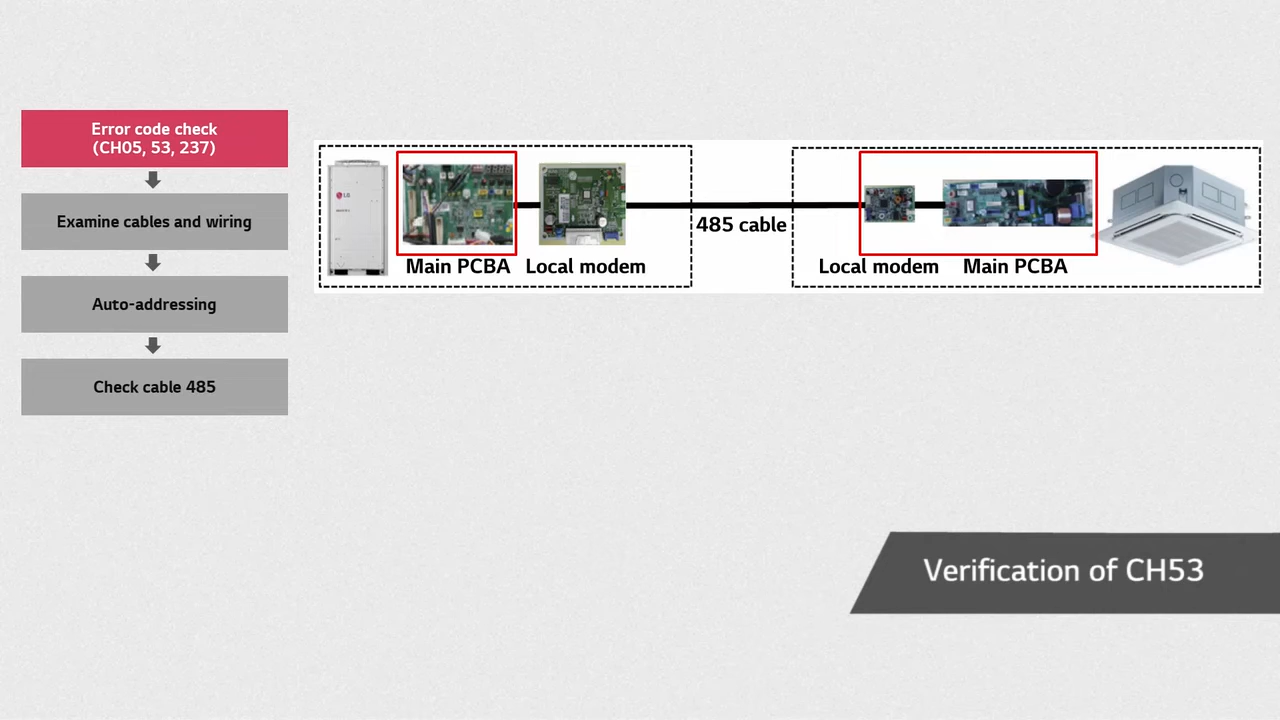 Error code check
(CH05, 53, 237)
Examine cables and wiring
Auto-addressing
Check cable 485
LG
485 cable
Main PCBA
Local modem
Local modem
Main PCBA
Verification of CH53